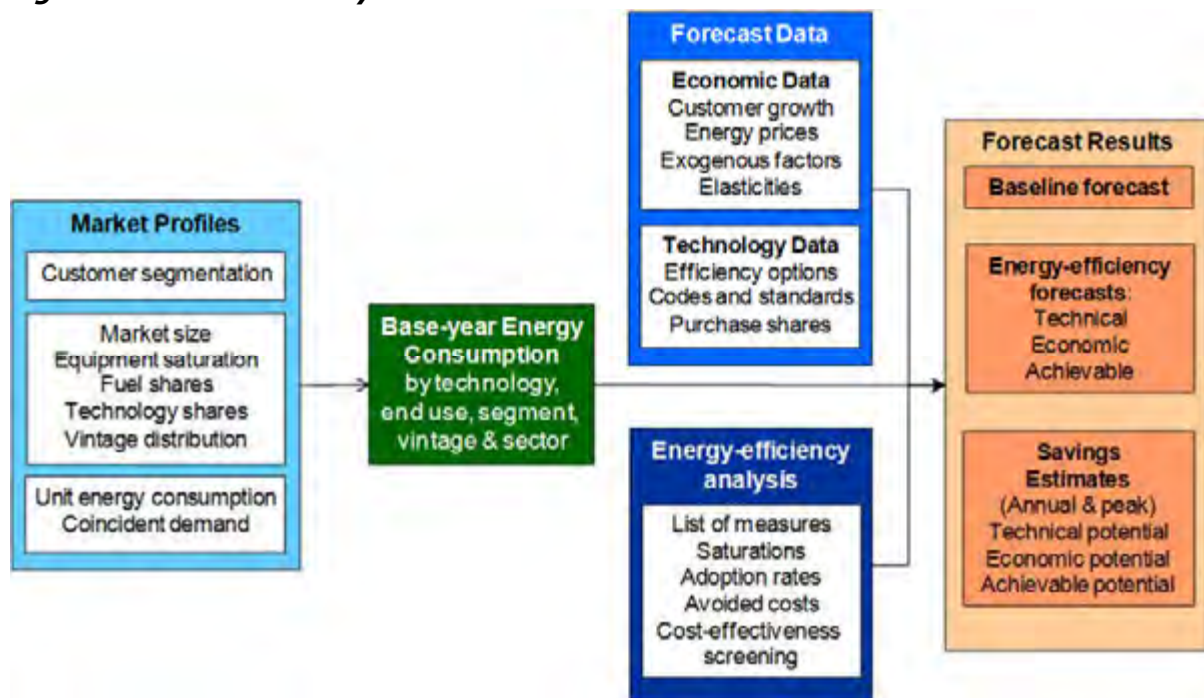 Market Profiles
Customer segmentation
Market size
Equipment saturation
Fuel shares
Technology shares
Vintage distribution
Unit energy consumption
Coincident demand
Base-year Energy
Consumption
by technology,
end use, segment,
vintage & sector
Forecast Data
Economic Data
Customer growth
Energy prices
Exogenous factors
Elasticities
Technology Data
Efficiency options
Codes and standards
Purchase shares
Energy-efficiency
analysis
List of measures
Saturations
Adoption rates
Avoided costs
Cost-effectiveness
screening
Forecast Results
Baseline forecast
Energy-efficiency
forecasts:
Technical
Economic
Achievable
Savings
Estimates
(Annual & peak)
Technical potential
Economic potential
Achievable potential